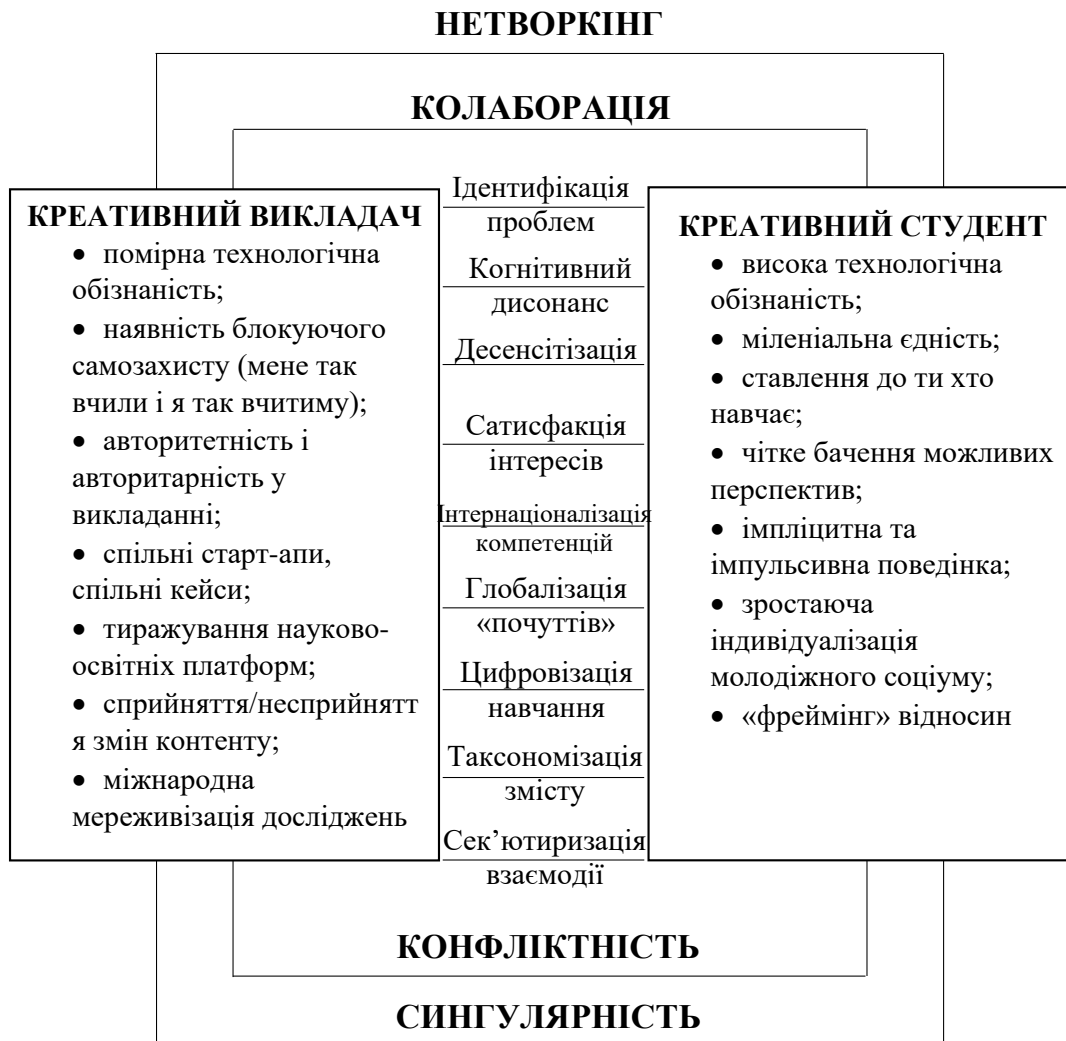 НЕТВОРКІНГ
КОЛАБОРАЦІЯ
КРЕАТИВНИЙ ВИКЛАДАЧ
• помірна технологічна
обізнаність;
• наявність блокуючого
самозахисту (мене так
вчили і я так вчитиму);
• авторитетність і
авторитарність у
викладанні;
• спільні старт-апи,
спільні кейси;
• тиражування науково-
освітніх платформ;
• сприйняття/несприйнятт
я змін контенту;
• міжнародна
мереживізація досліджень
Ідентифікація
проблем
Когнітивний
дисонанс
Десенсітізація
Сатисфакція
інтересів
Інтернаціоналізація
компетенцій
Глобалізація
«почуттів»
Цифровізація
навчання
Таксономізація
змісту
Сек’ютиризація
взаємодії
КРЕАТИВНИЙ СТУДЕНТ
• висока технологічна
обізнаність;
• міленіальна єдність;
• ставлення до ти хто
навчає;
• чітке бачення можливих
перспектив;
• імпліцитна та
імпульсивна поведінка;
• зростаюча
індивідуалізація
молодіжного соціуму;
• «фреймінг» відносин
КОНФЛІКТНІСТЬ
СИНГУЛЯРНІСТЬ